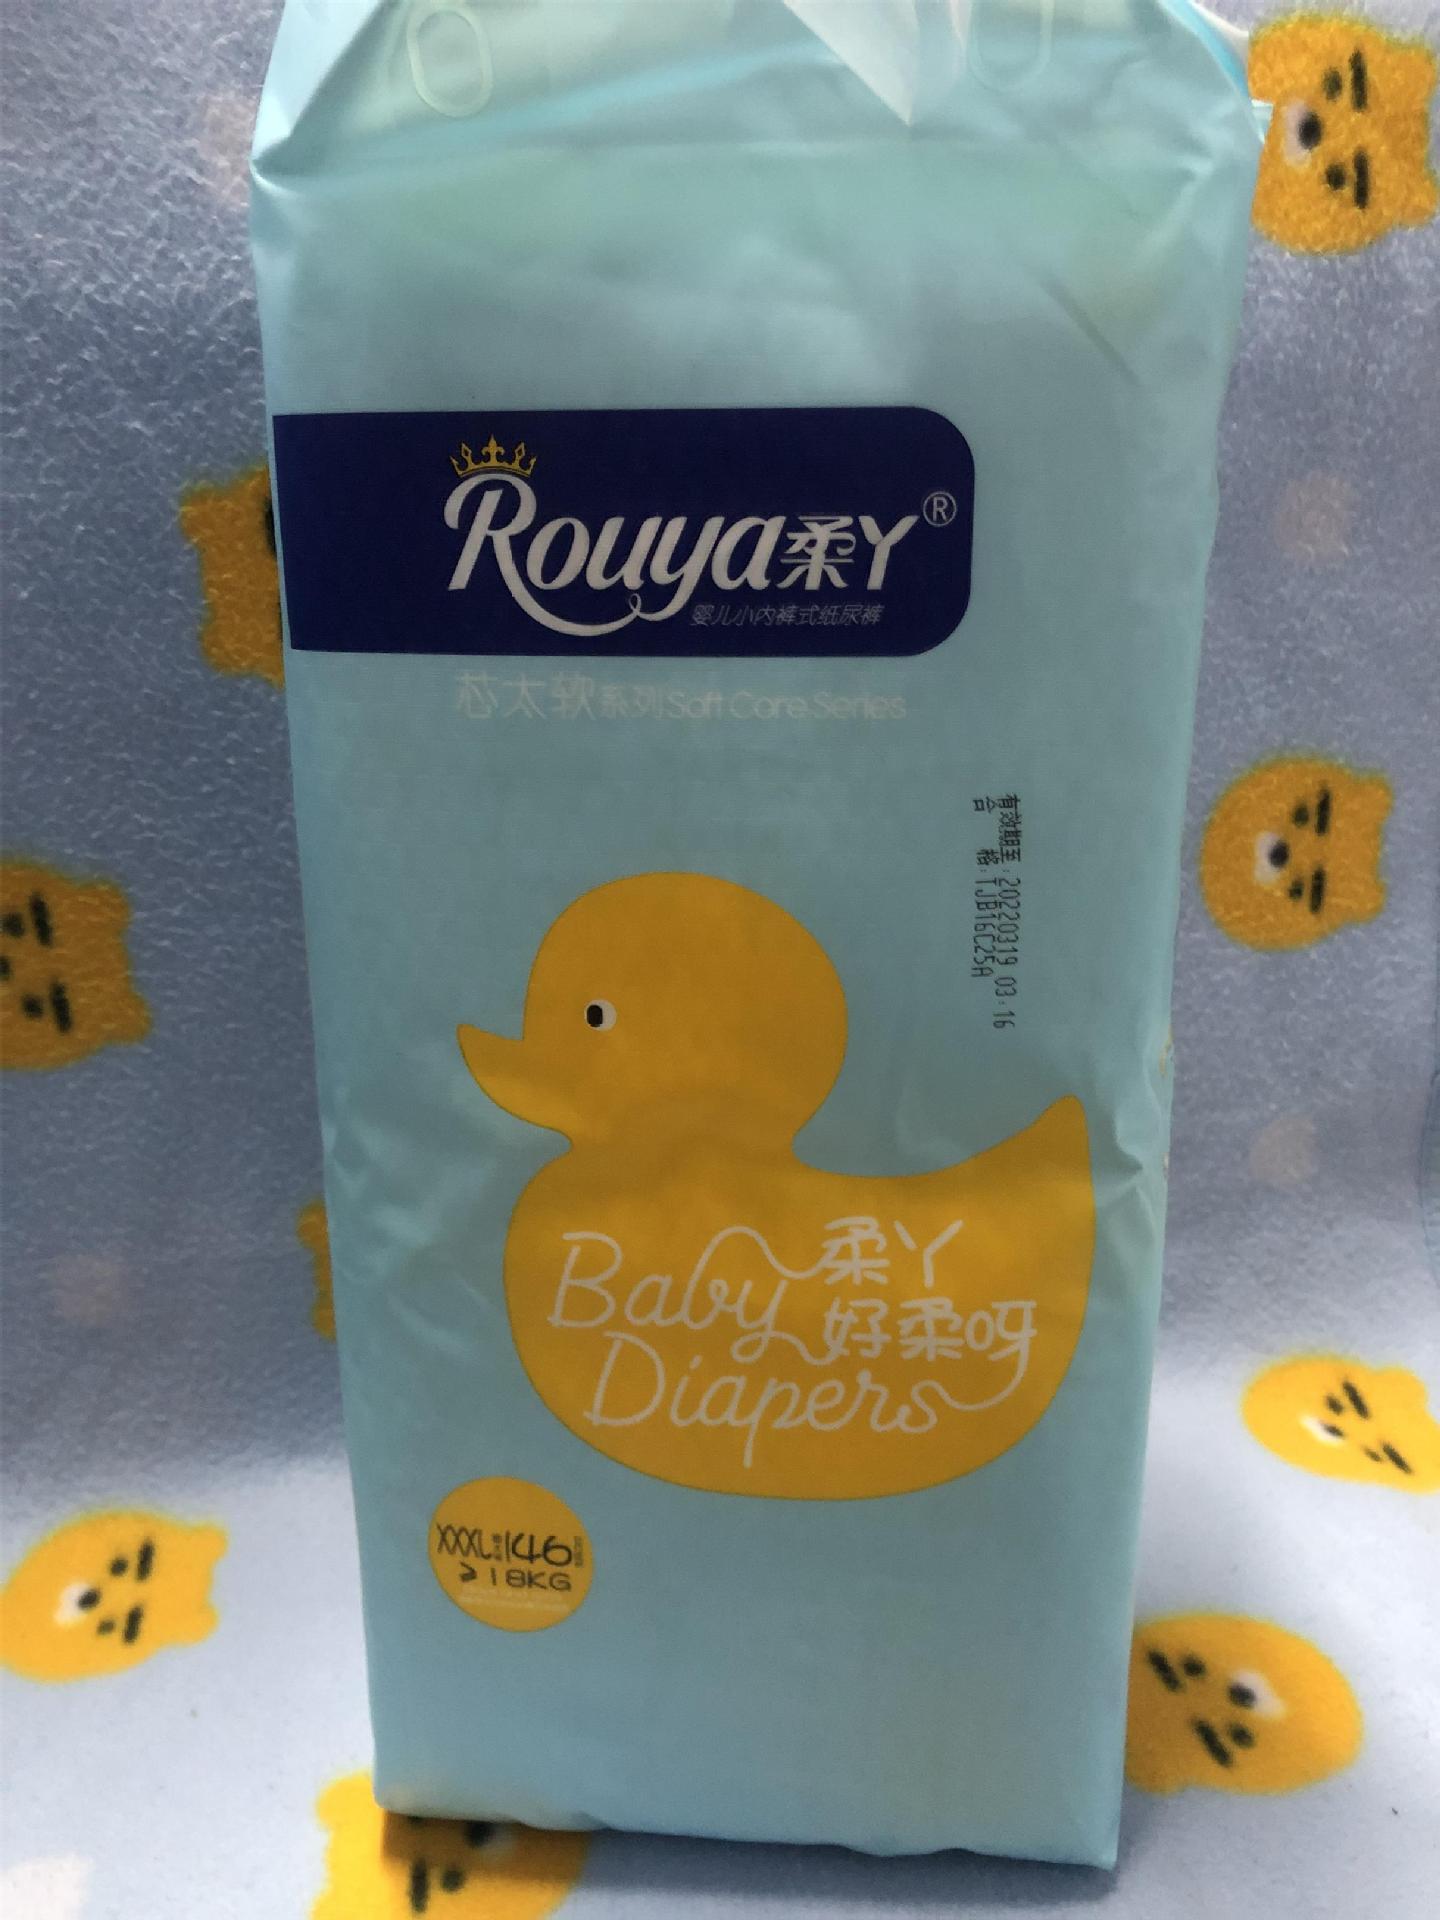 Rouya柔丫®
婴儿小内裤式纸尿裤
芯太软系列Soft Core Series
有效期至:20220319 03:16
合 格:TJB16C25A
Baby 柔丫
好柔呀
Diapers
XXXL 146
≥18KG